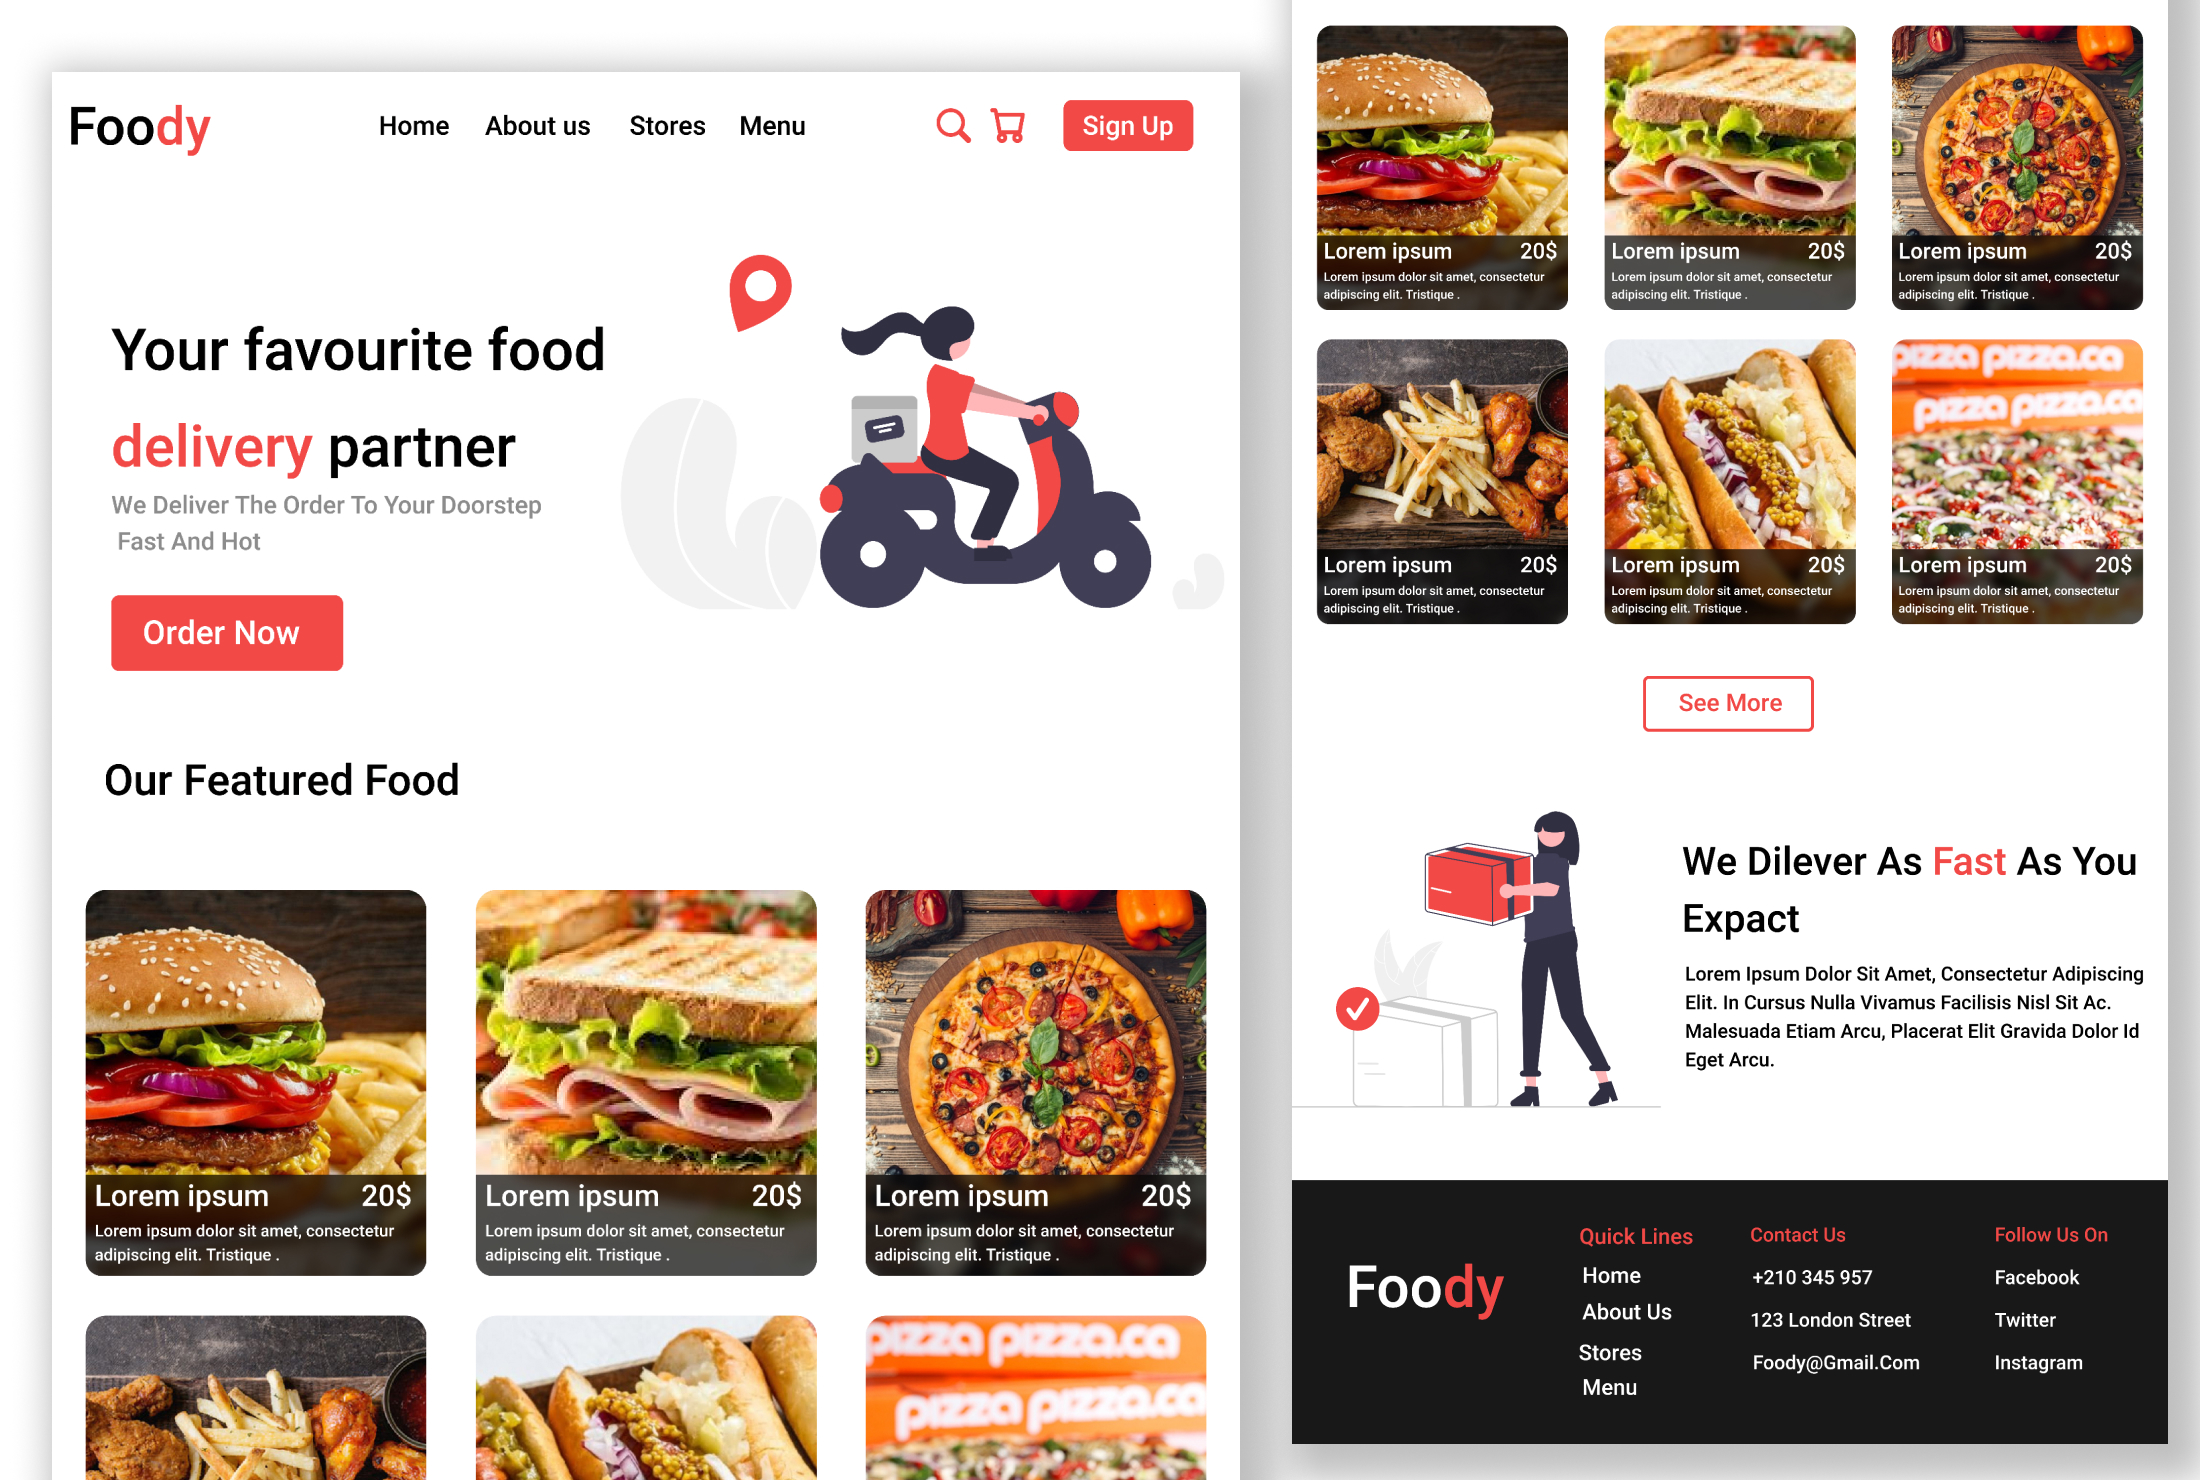 Foody
Home About us Stores Menu
Sign Up
Your favourite food
delivery partner
We Deliver The Order To Your Doorstep
Fast And Hot
Order Now
Our Featured Food
Lorem ipsum 20$
Lorem ipsum dolor sit amet, consectetur
adipiscing elit. Tristique .
Lorem ipsum 20$
Lorem ipsum dolor sit amet, consectetur
adipiscing elit. Tristique .
Lorem ipsum 20$
Lorem ipsum dolor sit amet, consectetur
adipiscing elit. Tristique .
pizza pizza.ca
pizza pizza.ca
Lorem ipsum 20$
Lorem ipsum dolor sit amet, consectetur
adipiscing elit. Tristique .
Lorem ipsum 20$
Lorem ipsum dolor sit amet, consectetur
adipiscing elit. Tristique .
Lorem ipsum 20$
Lorem ipsum dolor sit amet, consectetur
adipiscing elit. Tristique .
pizza pizza.ca
pizza pizza.ca
Lorem ipsum 20$
Lorem ipsum dolor sit amet, consectetur
adipiscing elit. Tristique .
Lorem ipsum 20$
Lorem ipsum dolor sit amet, consectetur
adipiscing elit. Tristique .
Lorem ipsum 20$
Lorem ipsum dolor sit amet, consectetur
adipiscing elit. Tristique .
See More
We Dilever As Fast As You
Expact
Lorem Ipsum Dolor Sit Amet, Consectetur Adipiscing
Elit. In Cursus Nulla Vivamus Facilisis Nisl Sit Ac.
Malesuada Etiam Arcu, Placerat Elit Gravida Dolor Id
Eget Arcu.
Foody
Quick Lines
Home
About Us
Stores
Menu
Contact Us
+210 345 957
123 London Street
Foody@Gmail.Com
Follow Us On
Facebook
Twitter
Instagram